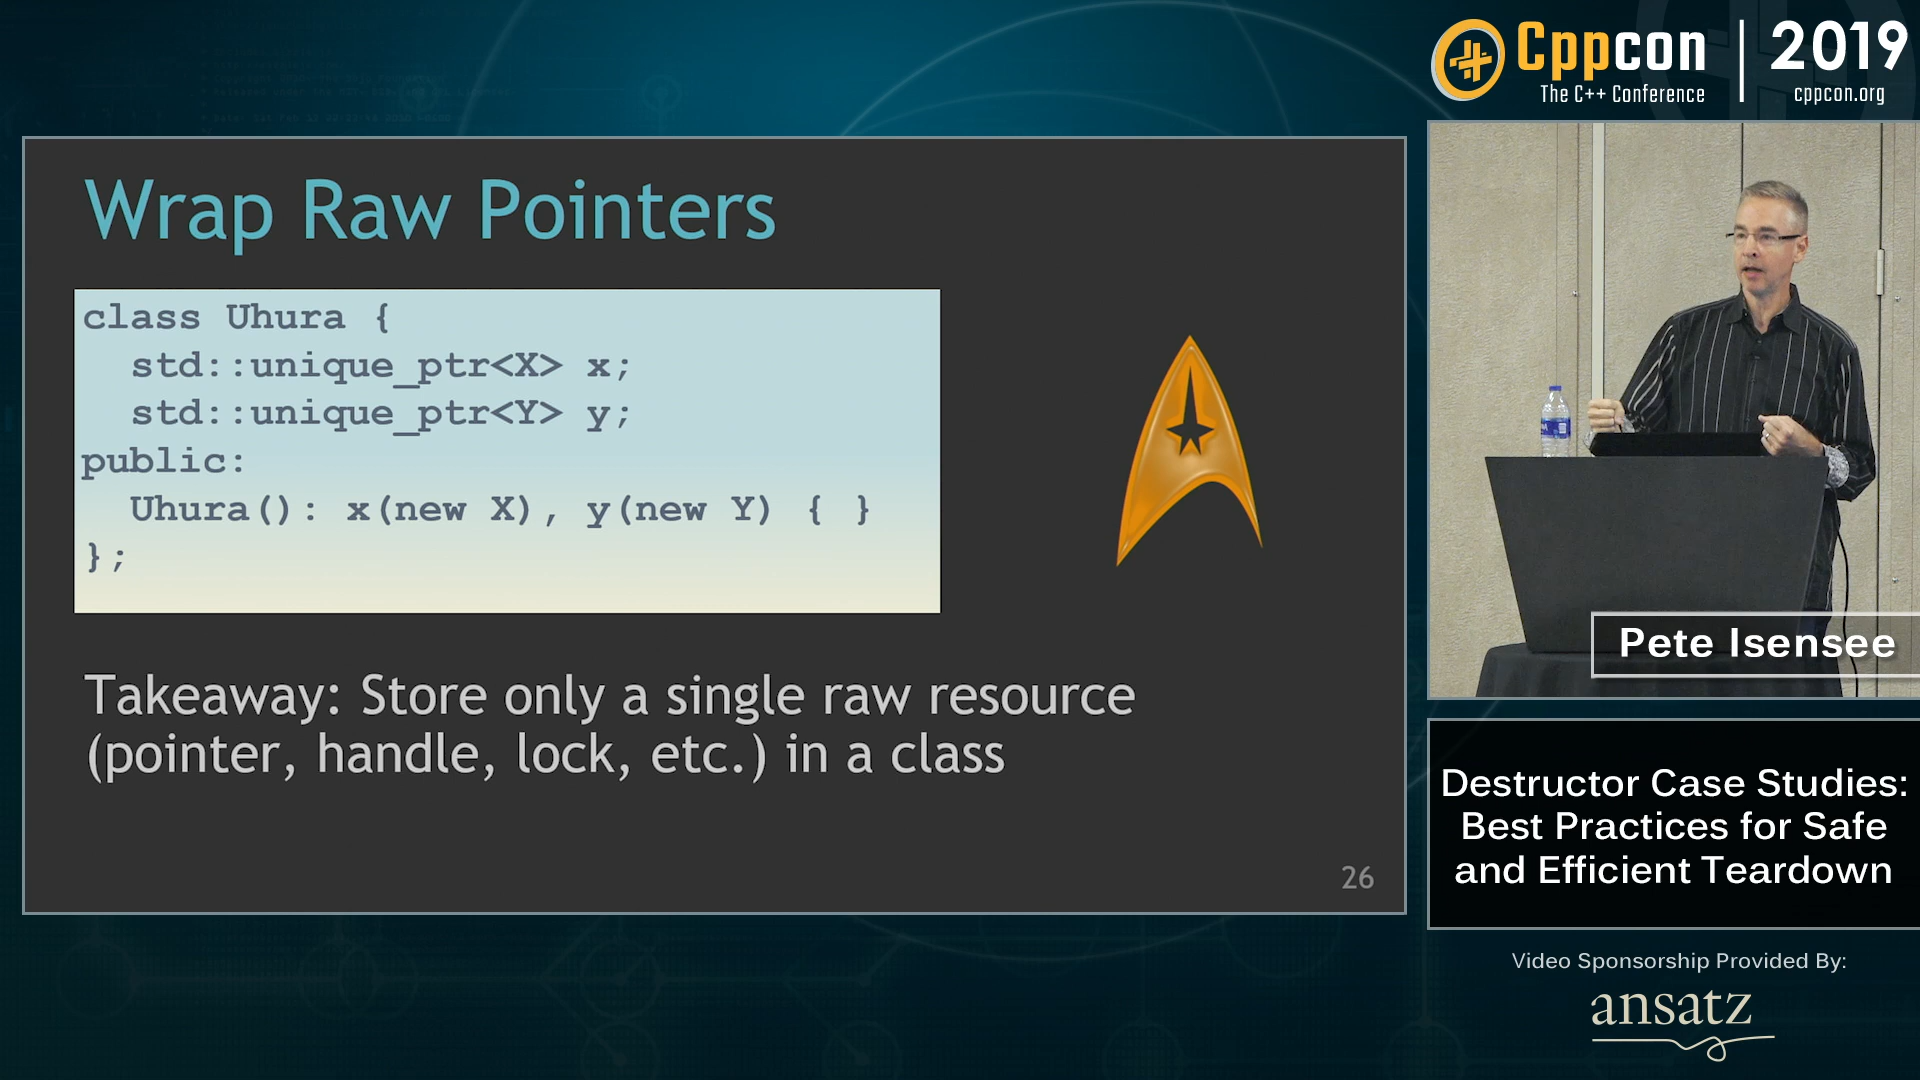 Cppcon | 2019
The C++ Conference
cppcon.org
Wrap Raw Pointers
class Uhura {
  std::unique_ptr<X> x;
  std::unique_ptr<Y> y;
public:
  Uhura(): x(new X), y(new Y) { }
};
Takeaway: Store only a single raw resource
(pointer, handle, lock, etc.) in a class
26
Pete Isensee
Destructor Case Studies:
Best Practices for Safe
and Efficient Teardown
Video Sponsorship Provided By:
ansatz